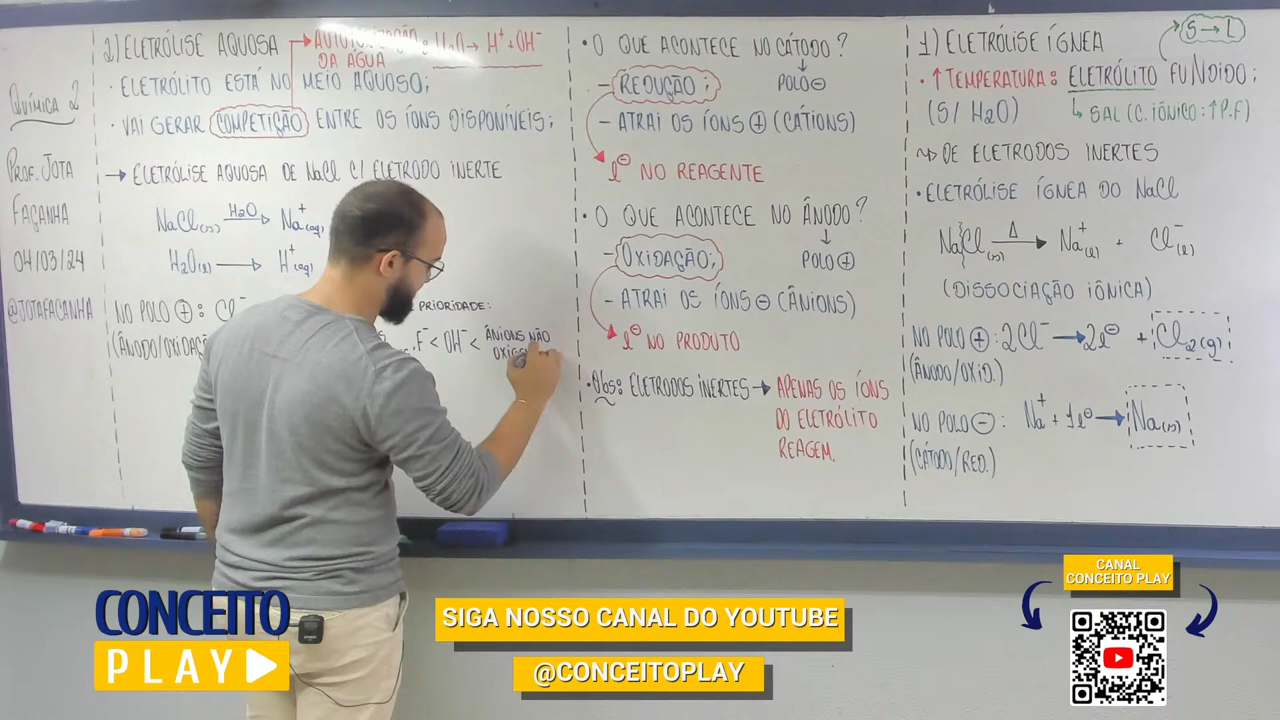 QUÍMICA 2
PROF. JOTA
FAÇANHA
04/03/24
@JOTAFAÇANHA
2) ELETRÓLISE AQUOSA → AUTOIONIZAÇÃO : H2O → H+ + OH-
DA ÁGUA
· ELETRÓLITO ESTÁ NO MEIO AQUOSO;
· VAI GERAR COMPETIÇÃO ENTRE OS ÍONS DISPONÍVEIS;
→ ELETRÓLISE AQUOSA DE NaCl C/ ELETRODO INERTE
NaCl(s) H2O→ Na+(aq)
H2O(l) → H+(aq)
NO POLO ⊕: Cl-
(ÂNODO/OXIDAÇÃ
PRIORIDADE:
F- < OH- < ÂNIONS NÃO
· O QUE ACONTECE NO CÁTODO?
↓
POLO ⊖
- REDUÇÃO;
- ATRAI OS ÍONS ⊕ (CÁTIONS)
e⊖ NO REAGENTE
· O QUE ACONTECE NO ÂNODO?
↓
POLO ⊕
- OXIDAÇÃO;
- ATRAI OS ÍONS ⊖ (ÂNIONS)
e⊖ NO PRODUTO
· Obs: ELETRODOS INERTES → APENAS OS ÍONS
DO ELETRÓLITO
REAGEM.
S → L
1) ELETRÓLISE ÍGNEA
· ↑ TEMPERATURA: ELETRÓLITO FUNDIDO;
(S/ H2O) ↳ SAL (C. IÔNICO: ↑P.F)
↝ DE ELETRODOS INERTES
· ELETRÓLISE ÍGNEA DO NaCl
NaCl(s) Δ→ Na+(l) + Cl-(l)
(DISSOCIAÇÃO IÔNICA)
NO POLO ⊕: 2Cl- → 2e⊖ + Cl2(g)
(ÂNODO/OXID.)
NO POLO ⊖: Na+ + 1e⊖ → Na(s)
(CÁTODO/RED.)
CONCEITO
PLAY
SIGA NOSSO CANAL DO YOUTUBE
@CONCEITOPLAY
CANAL
CONCEITO PLAY